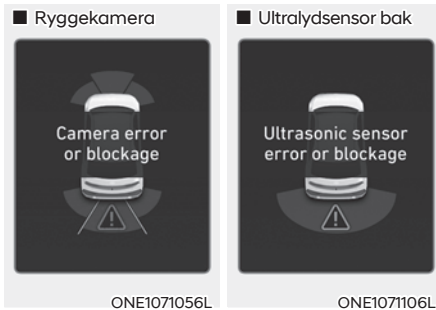 ■ Ryggekamera
Camera error
or blockage
ONE1071056L
■ Ultralydsensor bak
Ultrasonic sensor
error or blockage
ONE1071106L